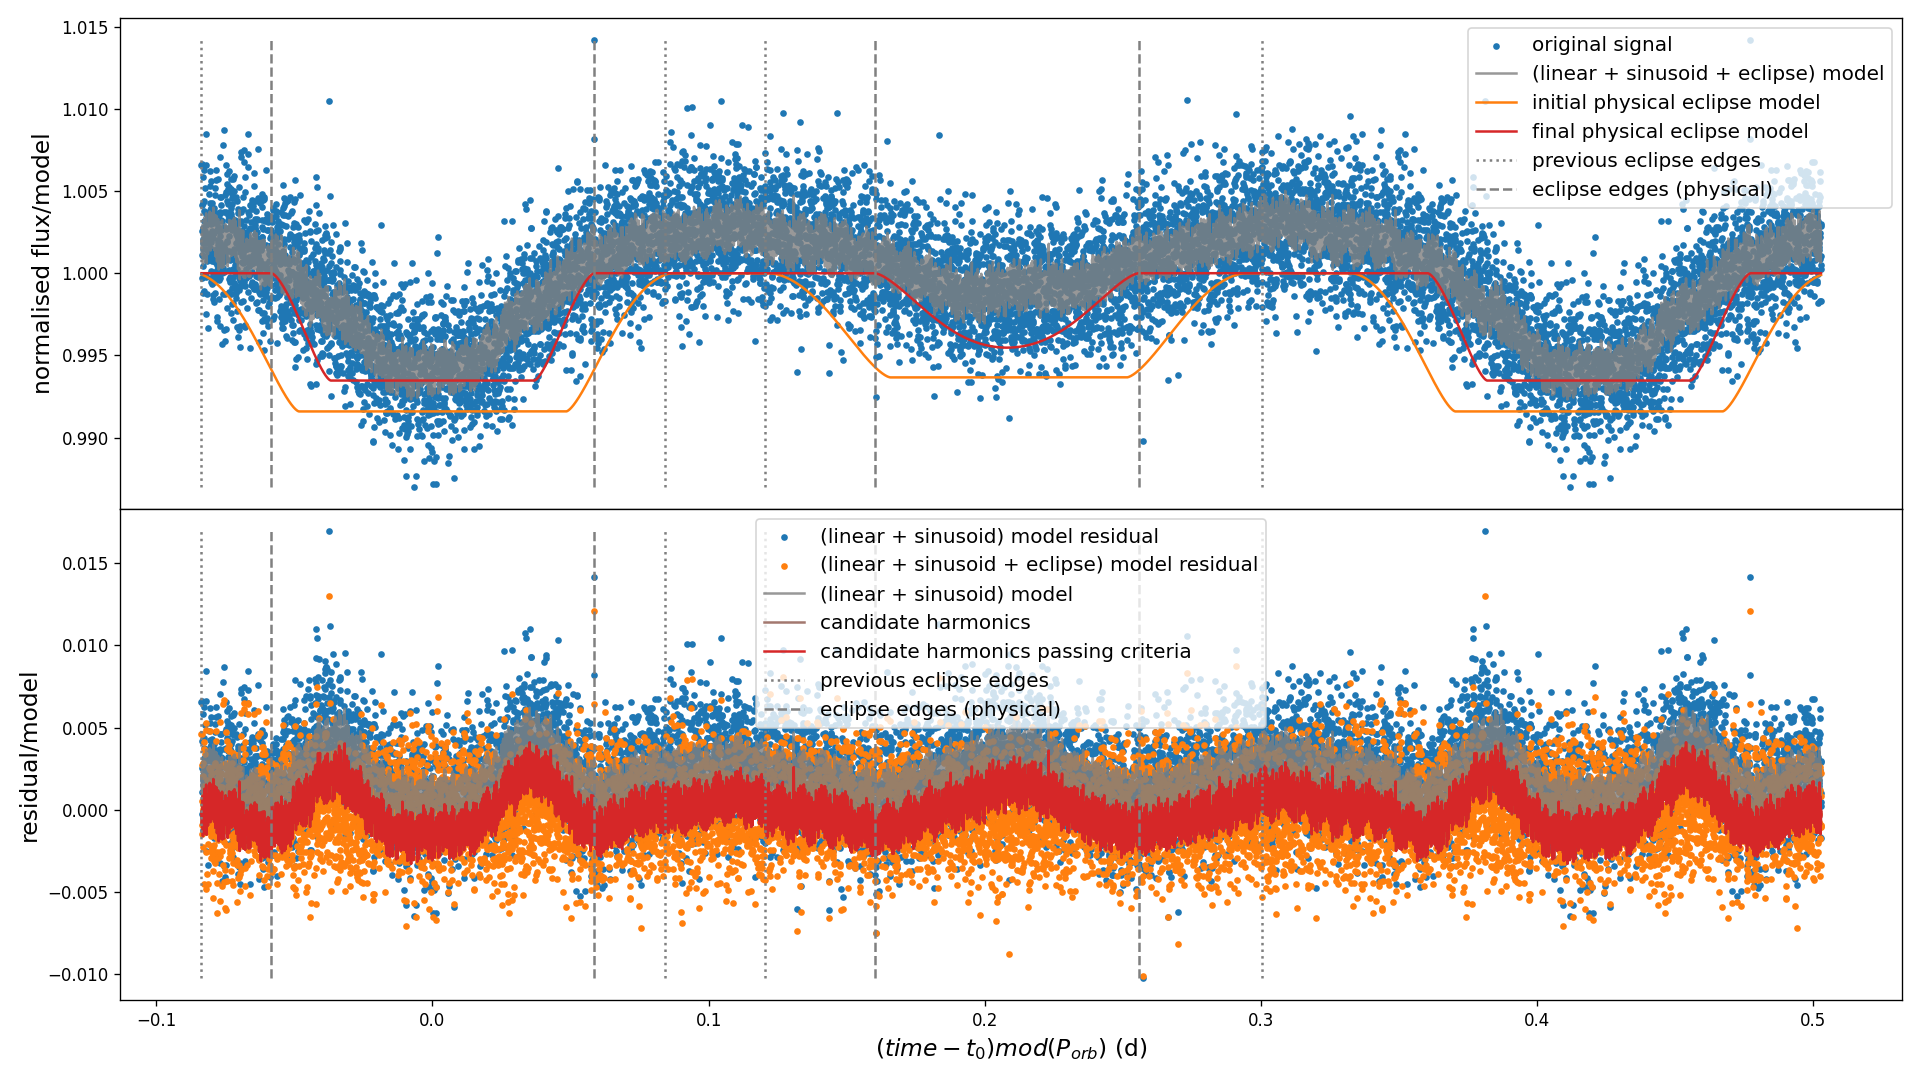 1.015
1.010
1.005
1.000
0.995
0.990
normalised flux/model
original signal
(linear + sinusoid + eclipse) model
initial physical eclipse model
final physical eclipse model
previous eclipse edges
eclipse edges (physical)
0.015
0.010
0.005
0.000
−0.005
−0.010
residual/model
(linear + sinusoid) model residual
(linear + sinusoid + eclipse) model residual
(linear + sinusoid) model
candidate harmonics
candidate harmonics passing criteria
previous eclipse edges
eclipse edges (physical)
−0.1 0.0 0.1 0.2 0.3 0.4 0.5
(time − t₀)mod(P_orb) (d)